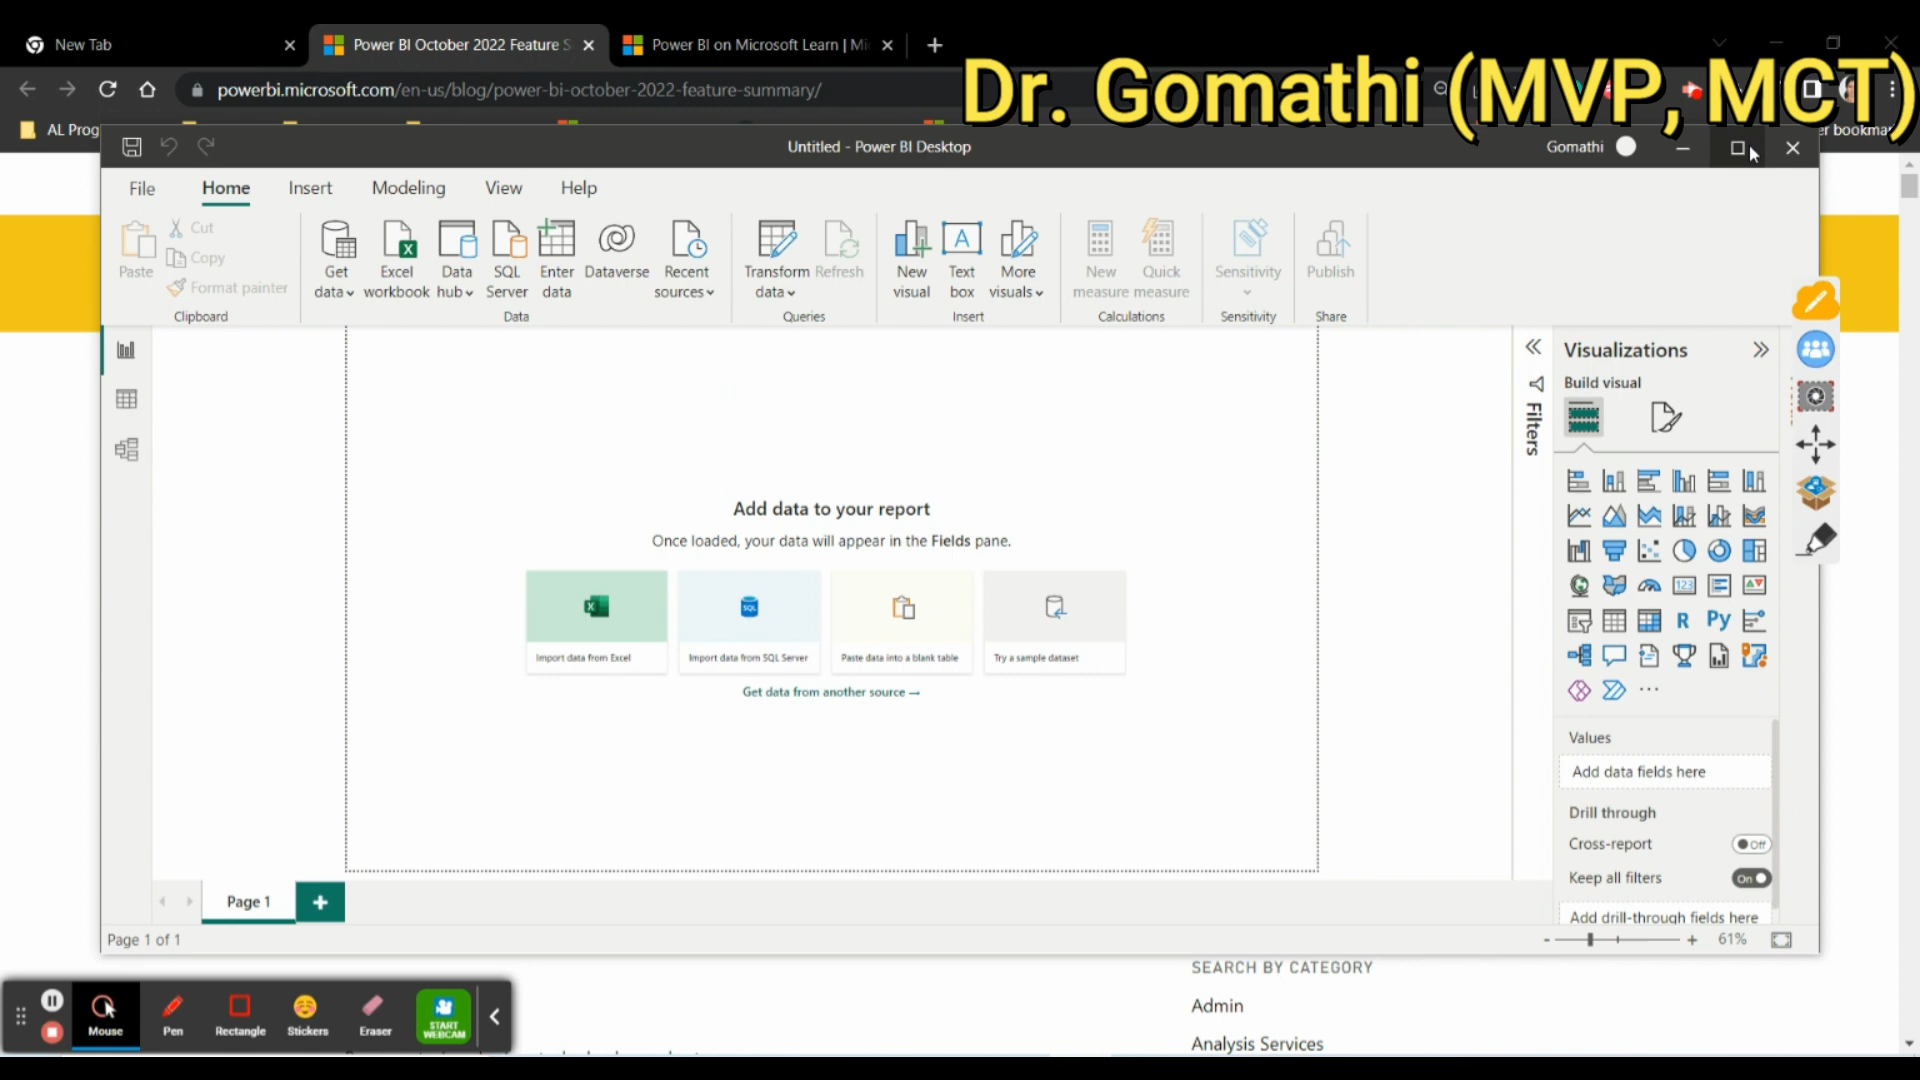 New Tab
Power BI October 2022 Feature S
Power BI on Microsoft Learn | Mi
powerbi.microsoft.com/en-us/blog/power-bi-october-2022-feature-summary/
Dr. Gomathi (MVP, MCT)
AL Prog
er bookma
Untitled - Power BI Desktop
Gomathi
File Home Insert Modeling View Help
Paste
Cut
Copy
Format painter
Clipboard
Get data
Excel workbook
Data hub
SQL Server
Enter data
Dataverse
Recent sources
Data
Transform data
Refresh
Queries
New visual
Text box
More visuals
Insert
New measure
Quick measure
Calculations
Sensitivity
Sensitivity
Publish
Share
Filters
Visualizations
Build visual
Add data to your report
Once loaded, your data will appear in the Fields pane.
Import data from Excel
SQL
Import data from SQL Server
Paste data into a blank table
Try a sample dataset
Get data from another source →
123
R
Py
Values
Add data fields here
Drill through
Cross-report
Off
Keep all filters
On
Add drill-through fields here
Page 1
Page 1 of 1
61%
SEARCH BY CATEGORY
Admin
Analysis Services
Mouse
Pen
Rectangle
Stickers
Eraser
START WEBCAM